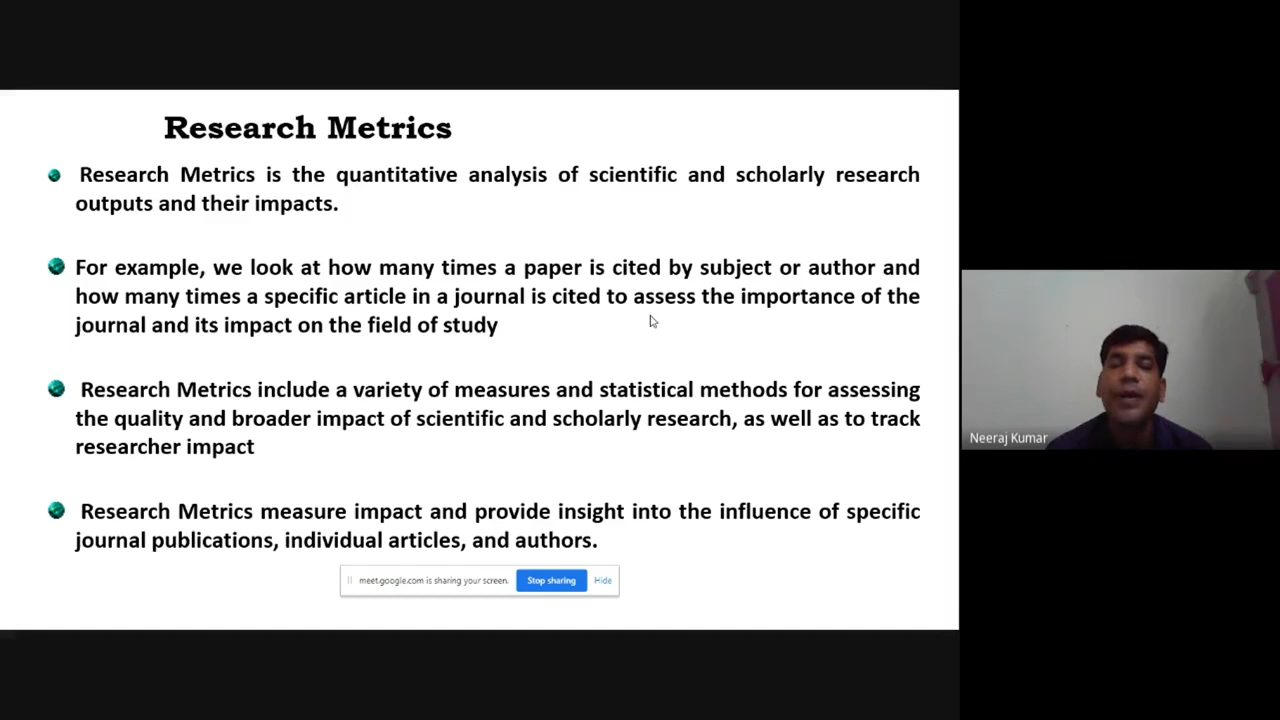 Research Metrics
Research Metrics is the quantitative analysis of scientific and scholarly research
outputs and their impacts.
For example, we look at how many times a paper is cited by subject or author and
how many times a specific article in a journal is cited to assess the importance of the
journal and its impact on the field of study
Research Metrics include a variety of measures and statistical methods for assessing
the quality and broader impact of scientific and scholarly research, as well as to track
researcher impact
Research Metrics measure impact and provide insight into the influence of specific
journal publications, individual articles, and authors.
meet.google.com is sharing your screen. Stop sharing Hide
Neeraj Kumar